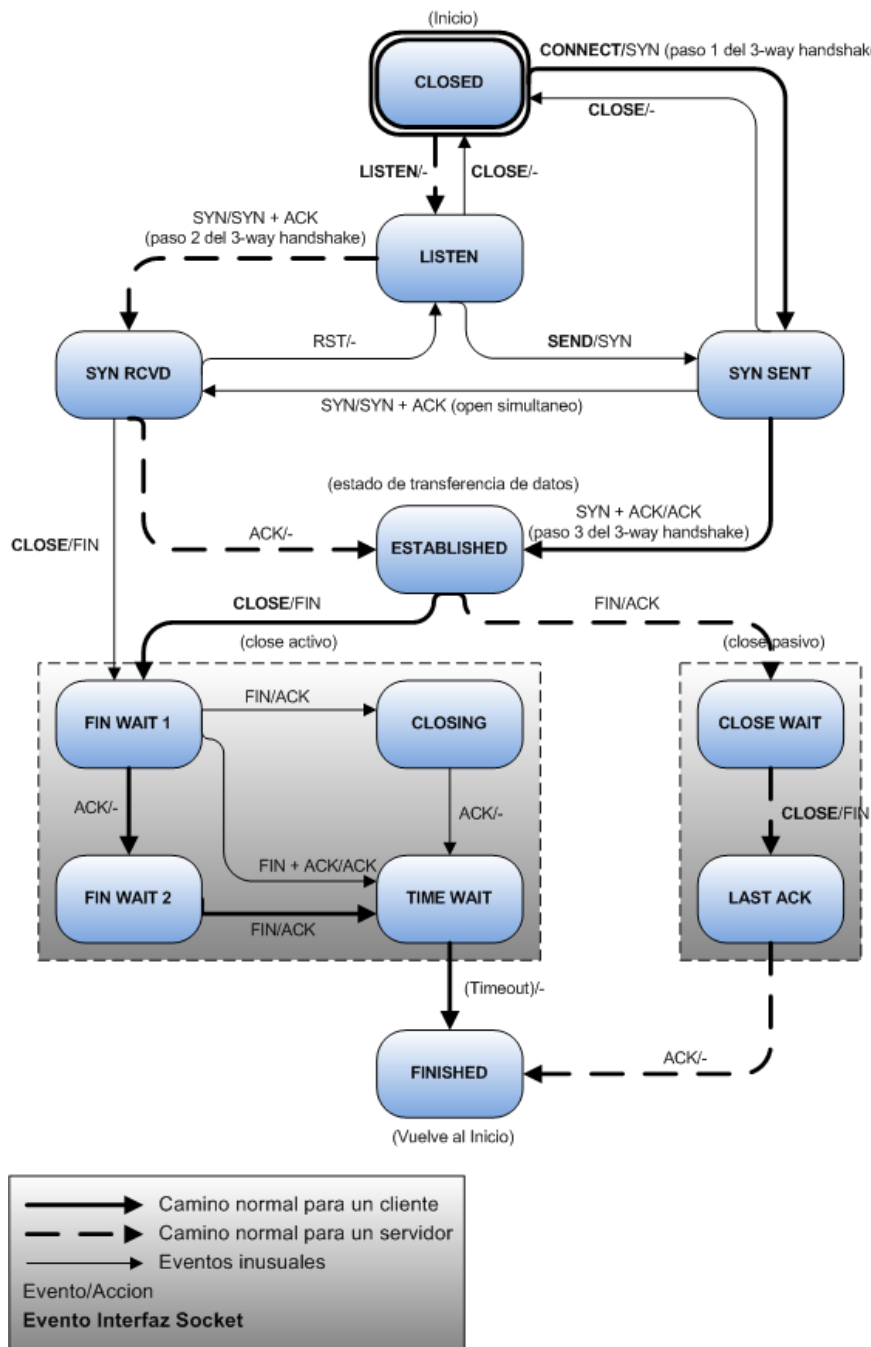 (Inicio)
CONNECT/SYN (paso 1 del 3-way handshake
CLOSED
CLOSE/-
LISTEN/-
CLOSE/-
SYN/SYN + ACK
(paso 2 del 3-way handshake)
LISTEN
RST/-
SEND/SYN
SYN RCVD
SYN SENT
SYN/SYN + ACK (open simultaneo)
(estado de transferencia de datos)
SYN + ACK/ACK
(paso 3 del 3-way handshake)
CLOSE/FIN
ACK/-
ESTABLISHED
CLOSE/FIN
FIN/ACK
(close activo)
(close pasivo)
FIN WAIT 1
FIN/ACK
CLOSING
CLOSE WAIT
ACK/-
ACK/-
CLOSE/FIN
FIN + ACK/ACK
FIN WAIT 2
TIME WAIT
LAST ACK
FIN/ACK
(Timeout)/-
FINISHED
ACK/-
(Vuelve al Inicio)
Camino normal para un cliente
Camino normal para un servidor
Eventos inusuales
Evento/Accion
Evento Interfaz Socket